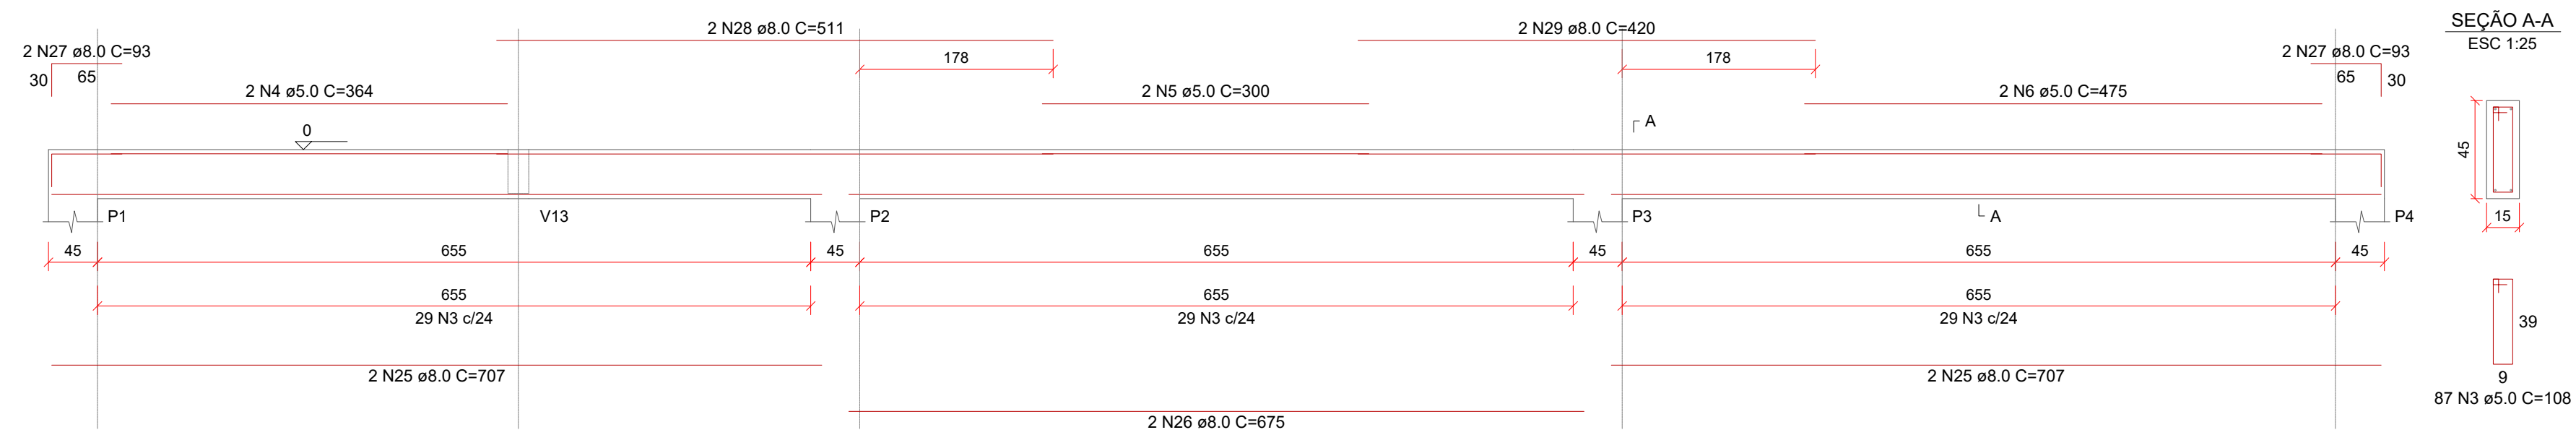 2 N28 ø8.0 C=511
2 N29 ø8.0 C=420
SEÇÃO A-A
ESC 1:25
2 N27 ø8.0 C=93
30
65
178
178
2 N27 ø8.0 C=93
65
30
2 N4 ø5.0 C=364
2 N5 ø5.0 C=300
2 N6 ø5.0 C=475
0
A
45
P1
V13
P2
P3
A
P4
15
45
655
45
655
45
655
45
655
29 N3 c/24
655
29 N3 c/24
655
29 N3 c/24
39
9
87 N3 ø5.0 C=108
2 N25 ø8.0 C=707
2 N25 ø8.0 C=707
2 N26 ø8.0 C=675